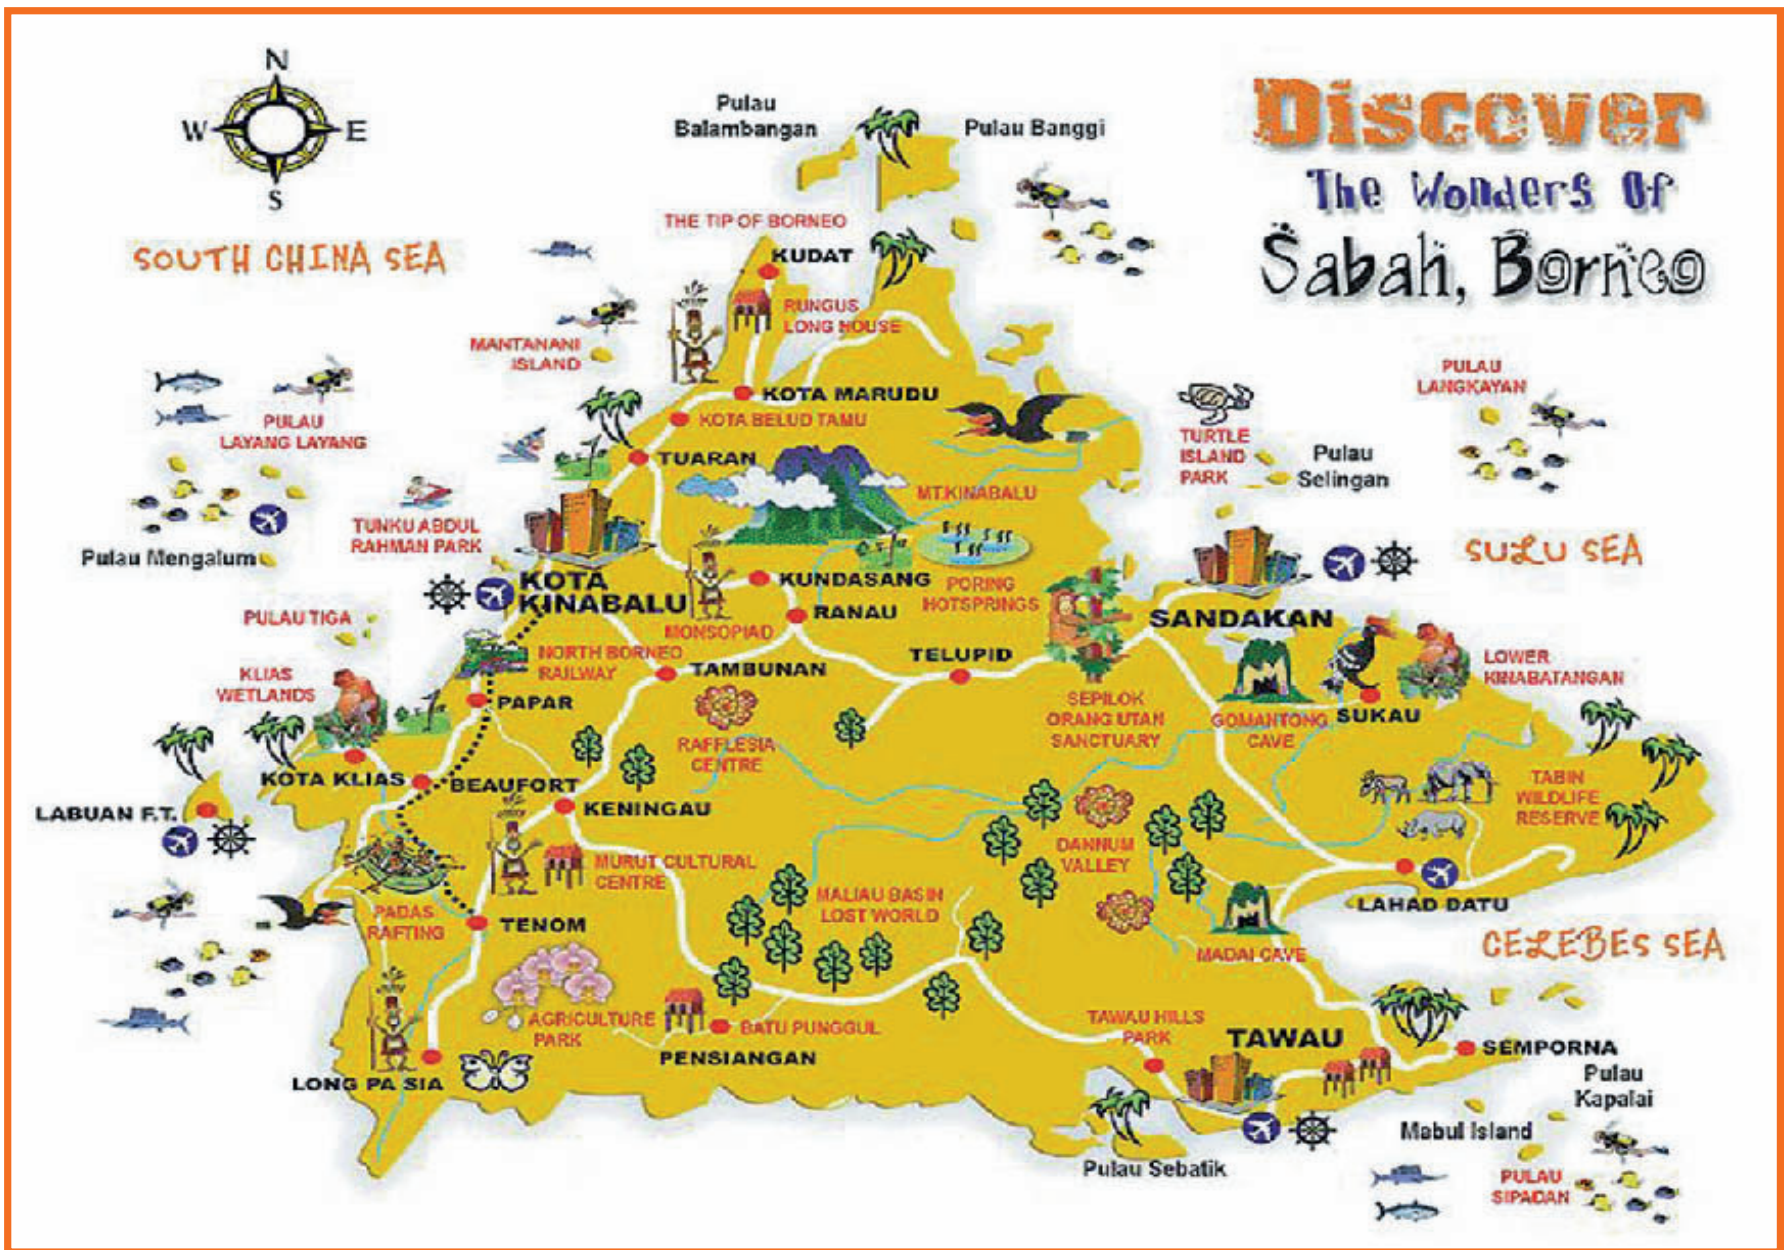 N
W
E
S
Discover
The Wonders Of
Sabah, Borneo
Pulau
Balambangan
Pulau Banggi
THE TIP OF BORNEO
SOUTH CHINA SEA
KUDAT
RUNGUS
LONG HOUSE
MANTANANI
ISLAND
KOTA MARUDU
KOTA BELUD TAMU
PULAU
LAYANG LAYANG
PULAU
LANGKAYAN
TURTLE
ISLAND
PARK
Pulau
Selingan
TUARAN
MT.KINABALU
TUNKU ABDUL
RAHMAN PARK
Pulau Mengalum
SULU SEA
KOTA
KINABALU
KUNDASANG
PORING
HOTSPRINGS
RANAU
MONSOPIAD
SANDAKAN
PULAU TIGA
NORTH BORNEO
RAILWAY
TAMBUNAN
TELUPID
KLIAS
WETLANDS
LOWER
KINABATANGAN
PAPAR
SEPILOK
ORANG UTAN
SANCTUARY
GOMANTONG
CAVE
SUKAU
RAFFLESIA
CENTRE
KOTA KLIAS
BEAUFORT
TABIN
WILDLIFE
RESERVE
LABUAN F.T.
KENINGAU
DANNUM
VALLEY
MURUT CULTURAL
CENTRE
MALIAU BASIN
LOST WORLD
LAHAD DATU
PADAS
RAFTING
TENOM
MADAI CAVE
CELEBES SEA
AGRICULTURE
PARK
BATU PUNGGUL
PENSIANGAN
TAWAU HILLS
PARK
TAWAU
SEMPORNA
LONG PA SIA
Pulau
Kapalai
Mabul Island
Pulau Sebatik
PULAU
SIPADAN